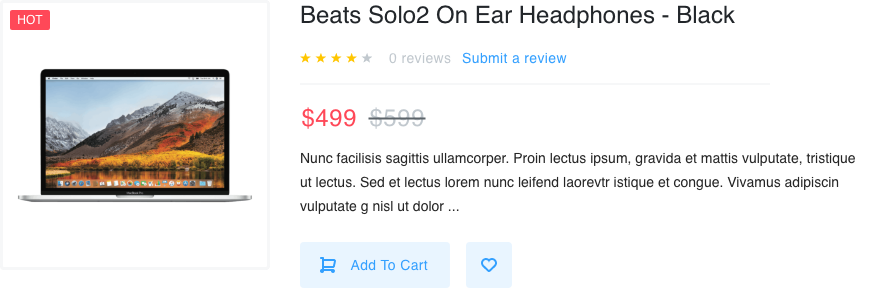 HOT
Beats Solo2 On Ear Headphones - Black
0 reviews Submit a review
$499 $599
Nunc facilisis sagittis ullamcorper. Proin lectus ipsum, gravida et mattis vulputate, tristique
ut lectus. Sed et lectus lorem nunc leifend laorevtr istique et congue. Vivamus adipiscin
vulputate g nisl ut dolor ...
Add To Cart